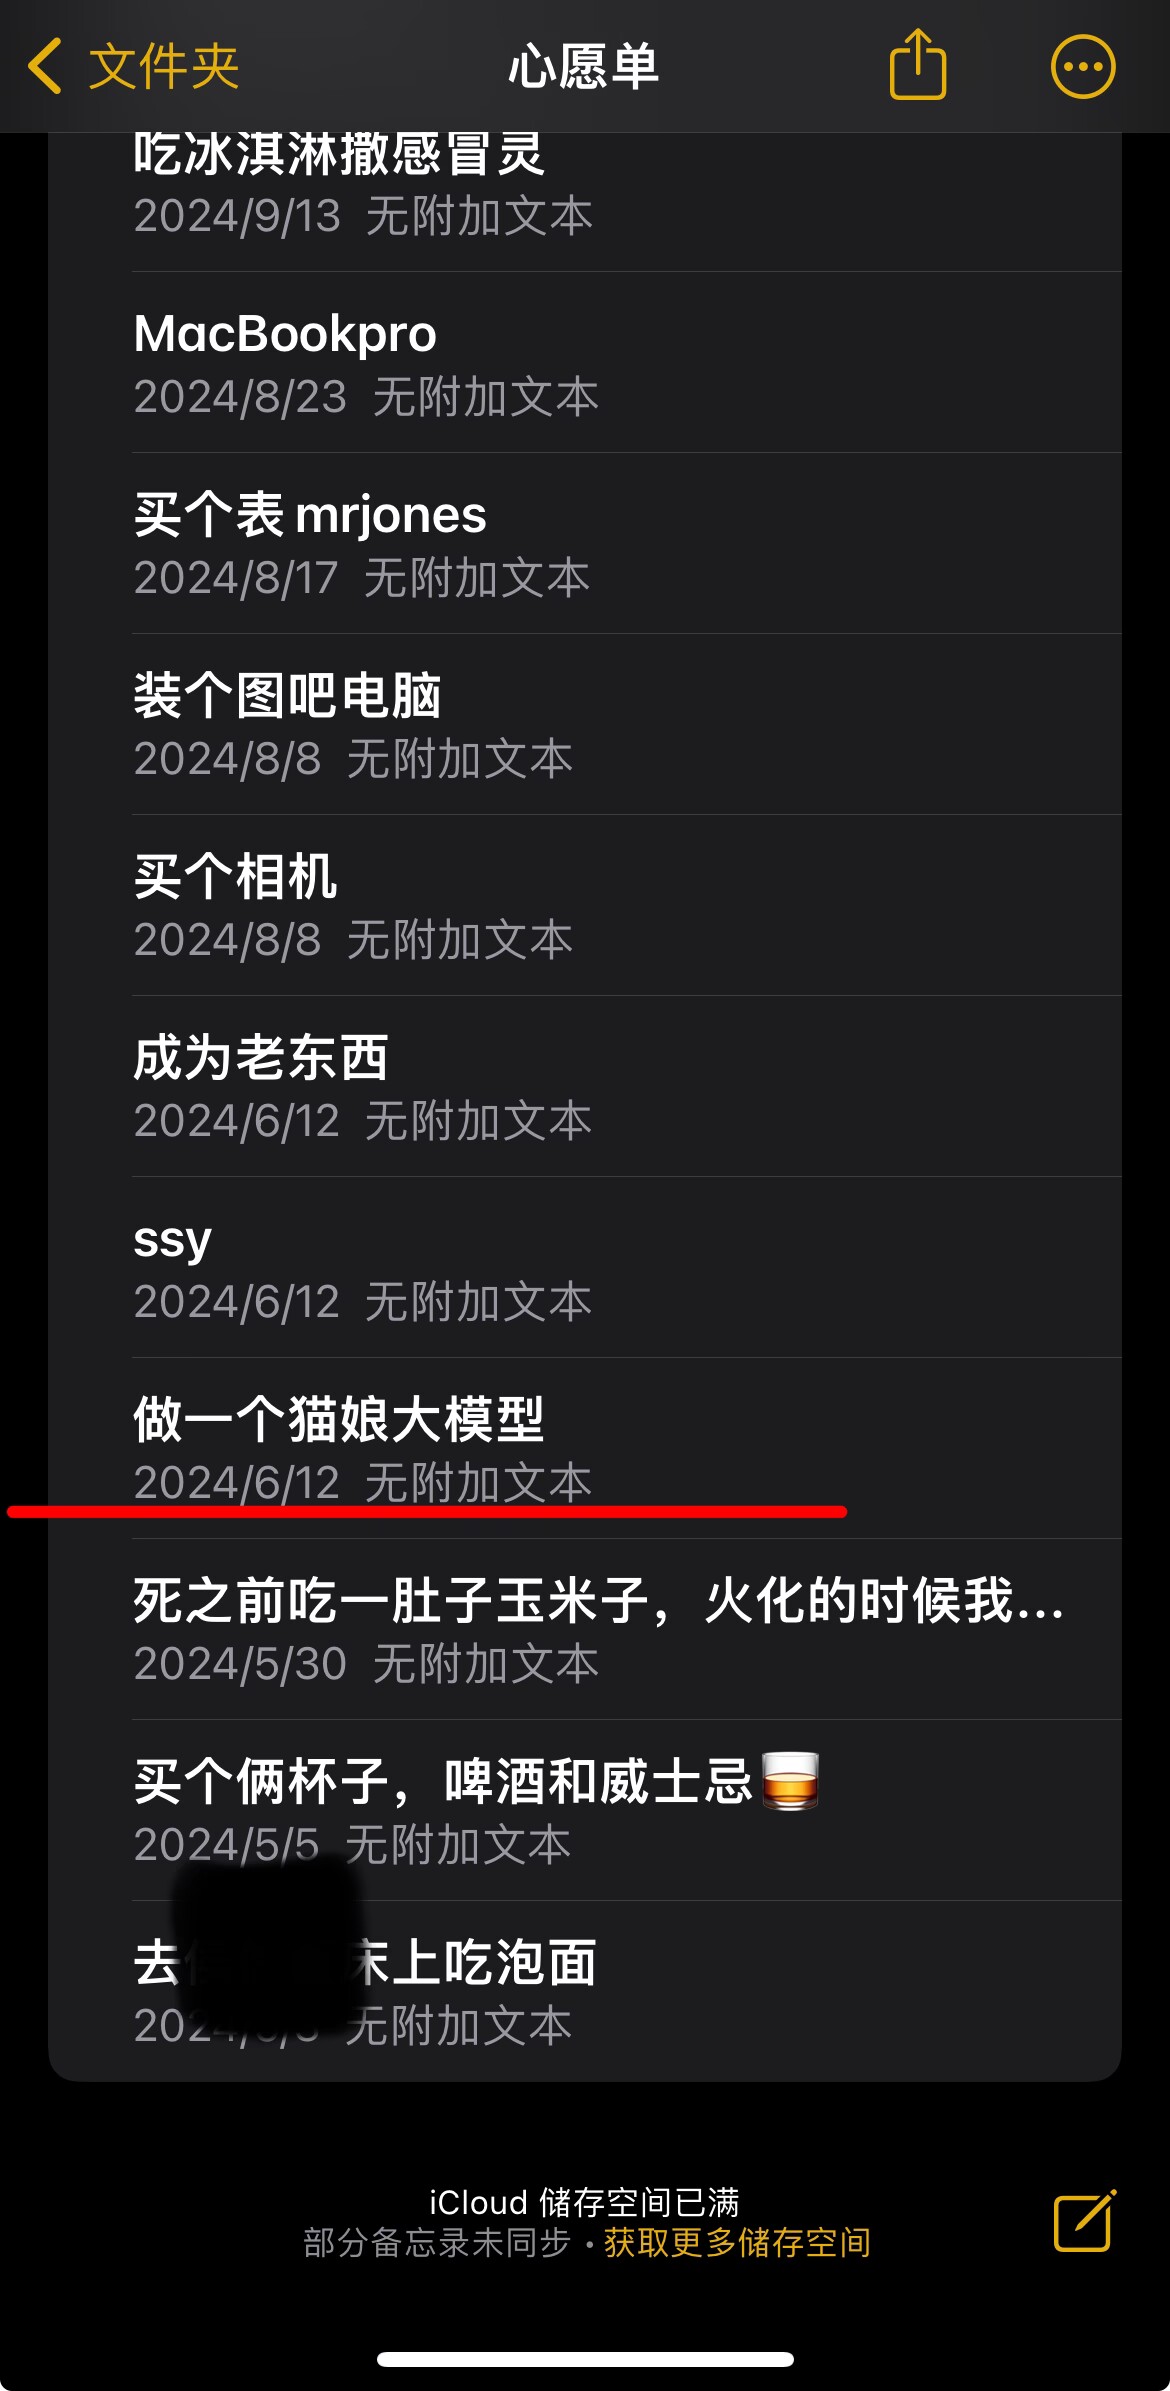 文件夹
心愿单
吃冰淇淋撒感冒灵
2024/9/13 无附加文本
MacBookpro
2024/8/23 无附加文本
买个表 mrjones
2024/8/17 无附加文本
装个图吧电脑
2024/8/8 无附加文本
买个相机
2024/8/8 无附加文本
成为老东西
2024/6/12 无附加文本
ssy
2024/6/12 无附加文本
做一个猫娘大模型
2024/6/12 无附加文本
死之前吃一肚子玉米子，火化的时候我...
2024/5/30 无附加文本
买个俩杯子，啤酒和威士忌🥃
2024/5/5 无附加文本
去床上吃泡面
无附加文本
iCloud 储存空间已满
部分备忘录未同步 · 获取更多储存空间